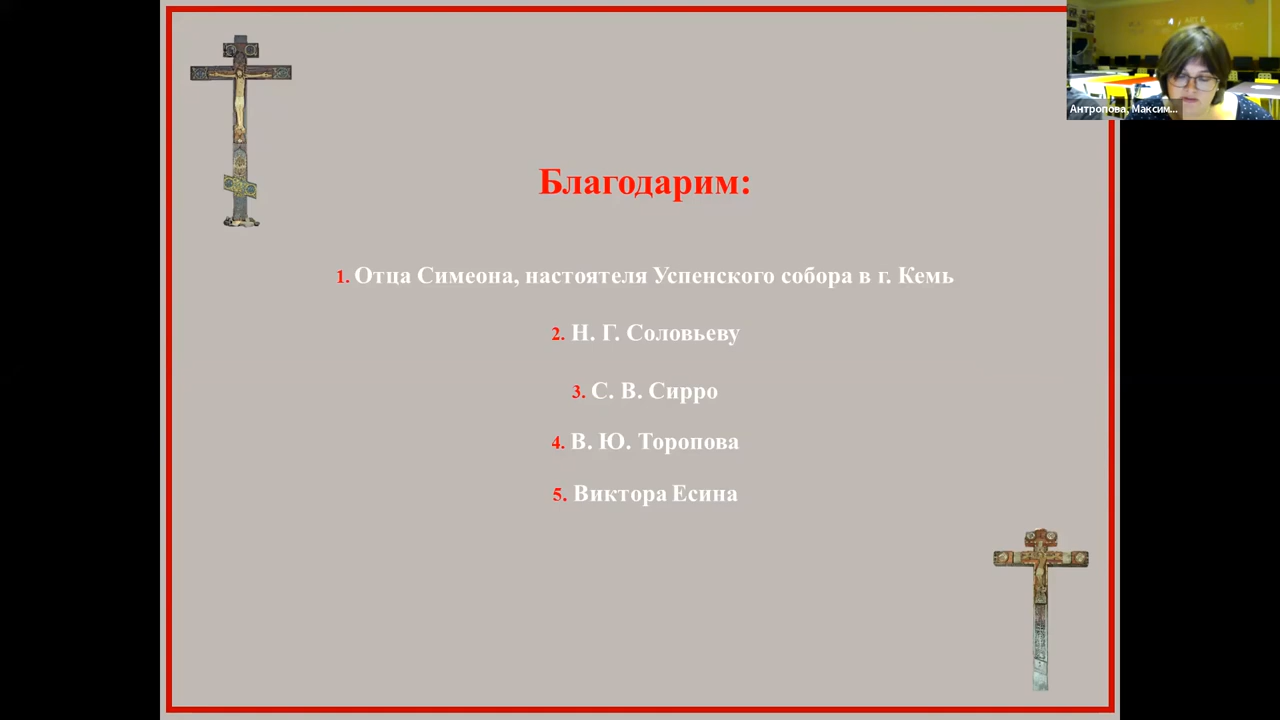 Антропова, Максим...
Благодарим:
1. Отца Симеона, настоятеля Успенского собора в г. Кемь
2. Н. Г. Соловьеву
3. С. В. Сирро
4. В. Ю. Торопова
5. Виктора Есина